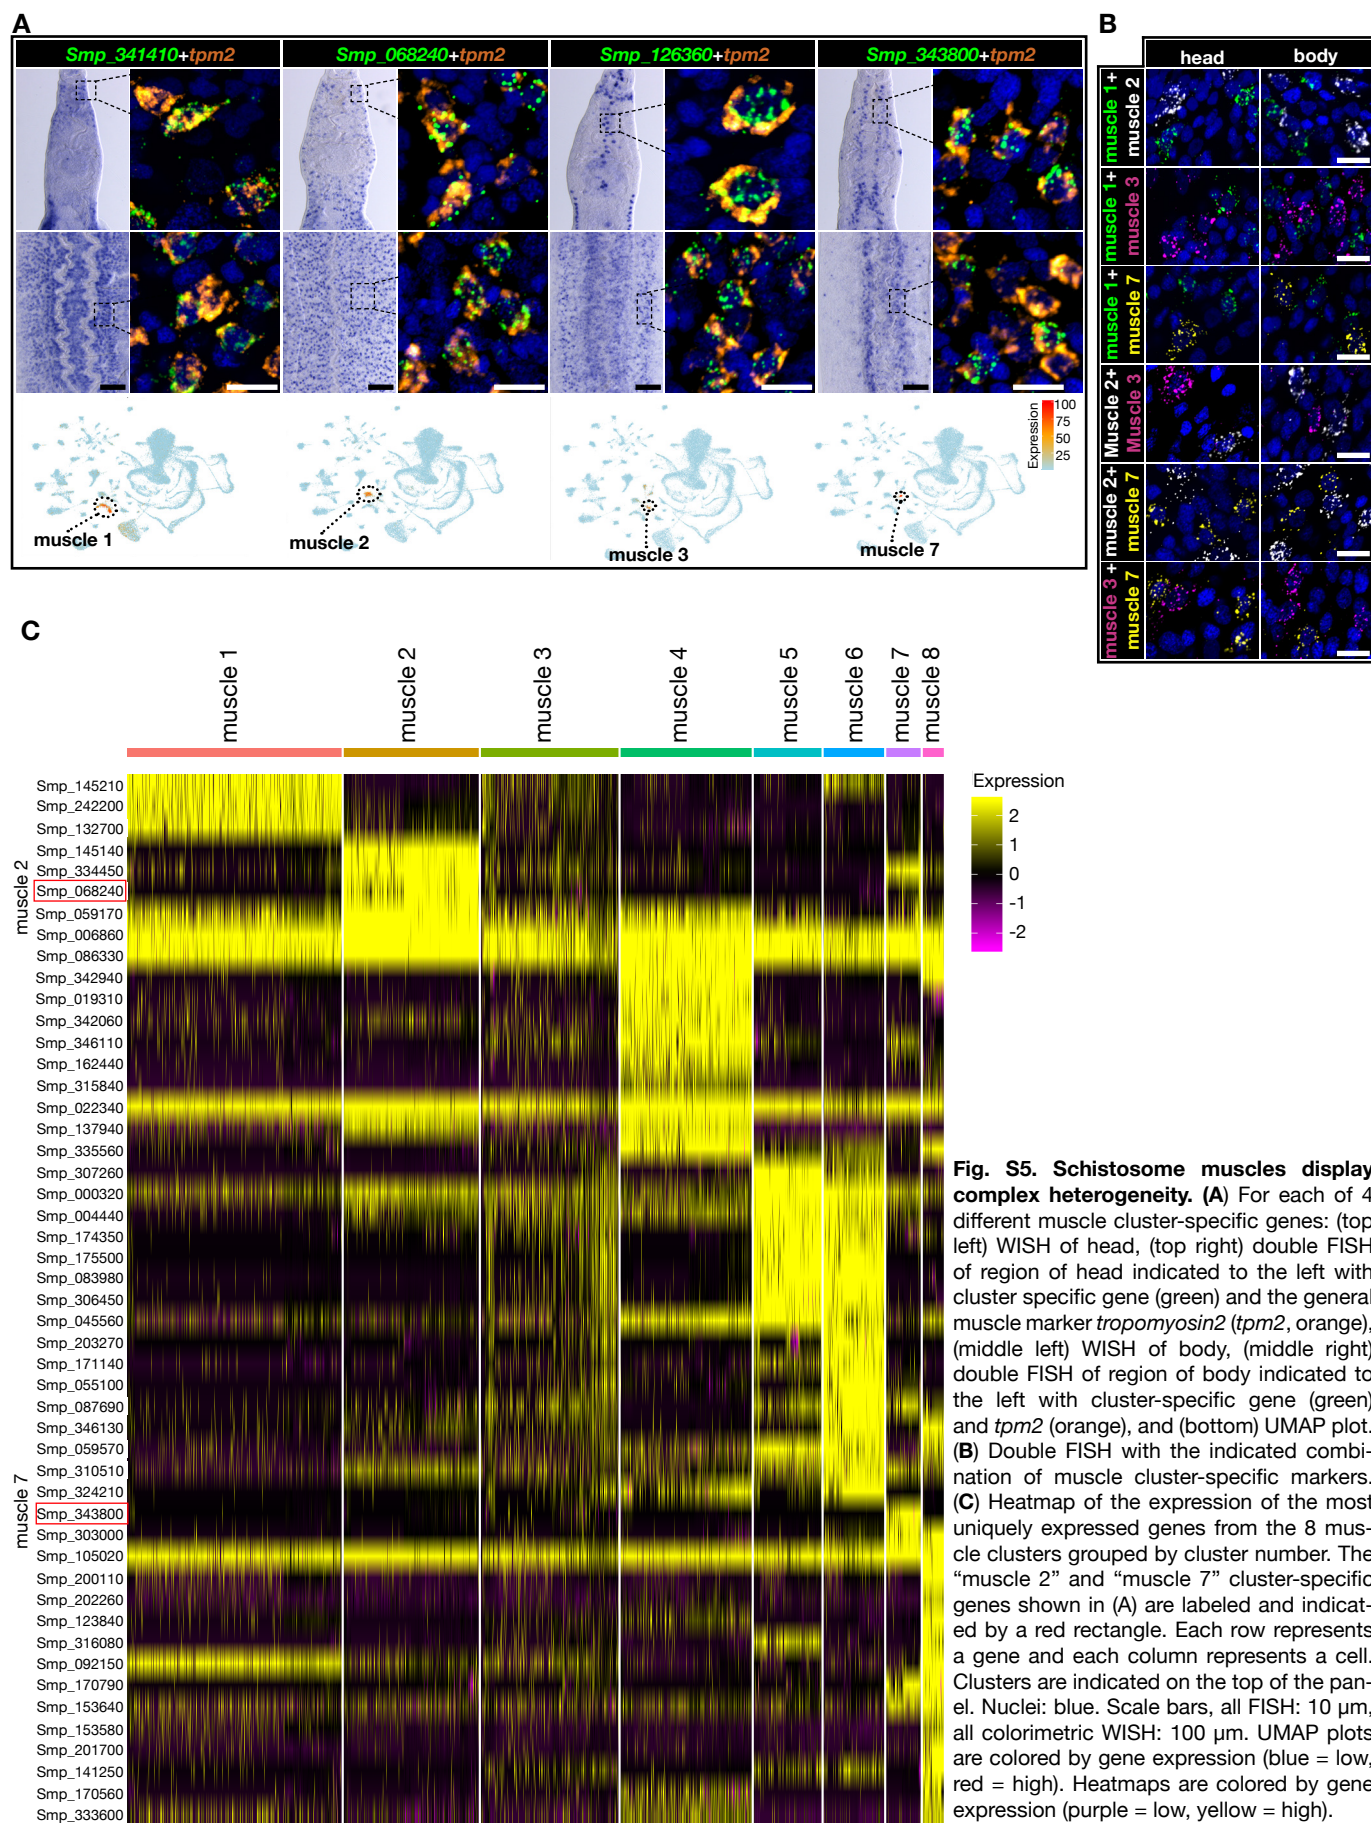 A
Smp_341410+tpm2
Smp_068240+tpm2
Smp_126360+tpm2
Smp_343800+tpm2
muscle 1
muscle 2
muscle 3
muscle 7
Expression
100
75
50
25
B
head
body
muscle 1+
muscle 2
muscle 1+
muscle 3
muscle 1+
muscle 7
Muscle 2+
Muscle 3
muscle 2+
muscle 7
muscle 3 +
muscle 7
C
muscle 1
muscle 2
muscle 3
muscle 4
muscle 5
muscle 6
muscle 7
muscle 8
muscle 2
muscle 7
Smp_145210
Smp_242200
Smp_132700
Smp_145140
Smp_334450
Smp_068240
Smp_059170
Smp_006860
Smp_086330
Smp_342940
Smp_019310
Smp_342060
Smp_346110
Smp_162440
Smp_315840
Smp_022340
Smp_137940
Smp_335560
Smp_307260
Smp_000320
Smp_004440
Smp_174350
Smp_175500
Smp_083980
Smp_306450
Smp_045560
Smp_203270
Smp_171140
Smp_055100
Smp_087690
Smp_346130
Smp_059570
Smp_310510
Smp_324210
Smp_343800
Smp_303000
Smp_105020
Smp_200110
Smp_202260
Smp_123840
Smp_316080
Smp_092150
Smp_170790
Smp_153640
Smp_153580
Smp_201700
Smp_141250
Smp_170560
Smp_333600
Expression
2
1
0
-1
-2
Fig. S5. Schistosome muscles display
complex heterogeneity. (A) For each of 4
different muscle cluster-specific genes: (top
left) WISH of head, (top right) double FISH
of region of head indicated to the left with
cluster specific gene (green) and the general
muscle marker tropomyosin2 (tpm2, orange),
(middle left) WISH of body, (middle right)
double FISH of region of body indicated to
the left with cluster-specific gene (green)
and tpm2 (orange), and (bottom) UMAP plot.
(B) Double FISH with the indicated combi-
nation of muscle cluster-specific markers.
(C) Heatmap of the expression of the most
uniquely expressed genes from the 8 mus-
cle clusters grouped by cluster number. The
“muscle 2” and “muscle 7” cluster-specific
genes shown in (A) are labeled and indicat-
ed by a red rectangle. Each row represents
a gene and each column represents a cell.
Clusters are indicated on the top of the pan-
el. Nuclei: blue. Scale bars, all FISH: 10 µm,
all colorimetric WISH: 100 µm. UMAP plots
are colored by gene expression (blue = low,
red = high). Heatmaps are colored by gene
expression (purple = low, yellow = high).